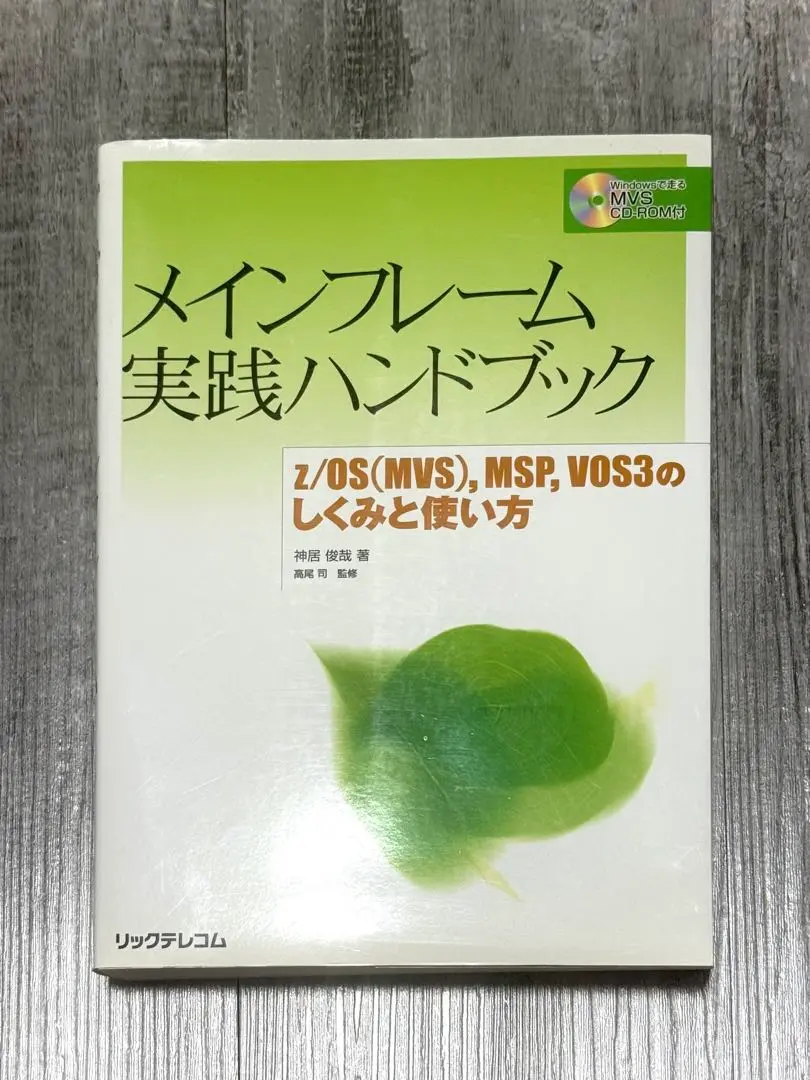 Windowsで走る
MVS
CD-ROM付
メインフレーム
実践ハンドブック
z/OS(MVS), MSP, VOS3の
しくみと使い方
神居 俊哉 著
高尾 司 監修
リックテレコム